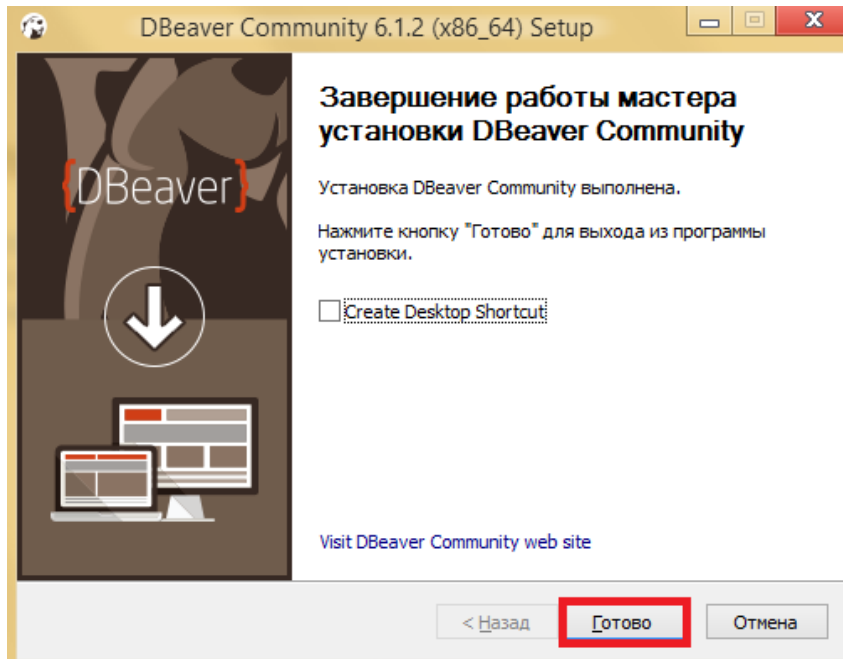 DBeaver Community 6.1.2 (x86_64) Setup
Завершение работы мастера
установки DBeaver Community
{DBeaver}
Установка DBeaver Community выполнена.
Нажмите кнопку "Готово" для выхода из программы
установки.
Create Desktop Shortcut
Visit DBeaver Community web site
< Назад Готово Отмена